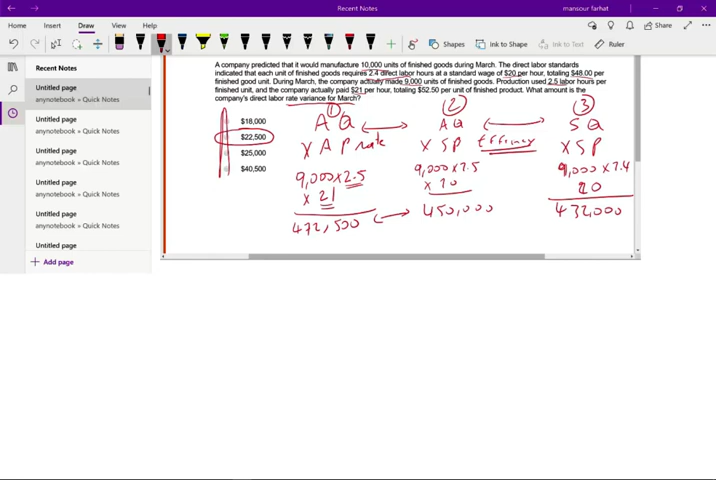 Recent Notes
mansour farhat
Home
Insert
Draw
View
Help
Share
Shapes
Ink to Shape
Ink to Text
Ruler
Recent Notes
Untitled page
anynotebook » Quick Notes
Untitled page
anynotebook » Quick Notes
Untitled page
anynotebook » Quick Notes
Untitled page
anynotebook » Quick Notes
Untitled page
anynotebook » Quick Notes
Untitled page
Add page
A company predicted that it would manufacture 10,000 units of finished goods during March. The direct labor standards
indicated that each unit of finished goods requires 2.4 direct labor hours at a standard wage of $20 per hour, totaling $48.00 per
finished good unit. During March, the company actually made 9,000 units of finished goods. Production used 2.5 labor hours per
finished unit, and the company actually paid $21 per hour, totaling $52.50 per unit of finished product. What amount is the
company's direct labor rate variance for March?
$18,000
$22,500
$25,000
$40,500
1 2 3
AQ AQ SQ
X A P rate X SP Efficiency X SP
9,000 X 2.5 9,000 X 2.5 9,000 X 2.4
X 21 X 20 20
472,500 450,000 432,000